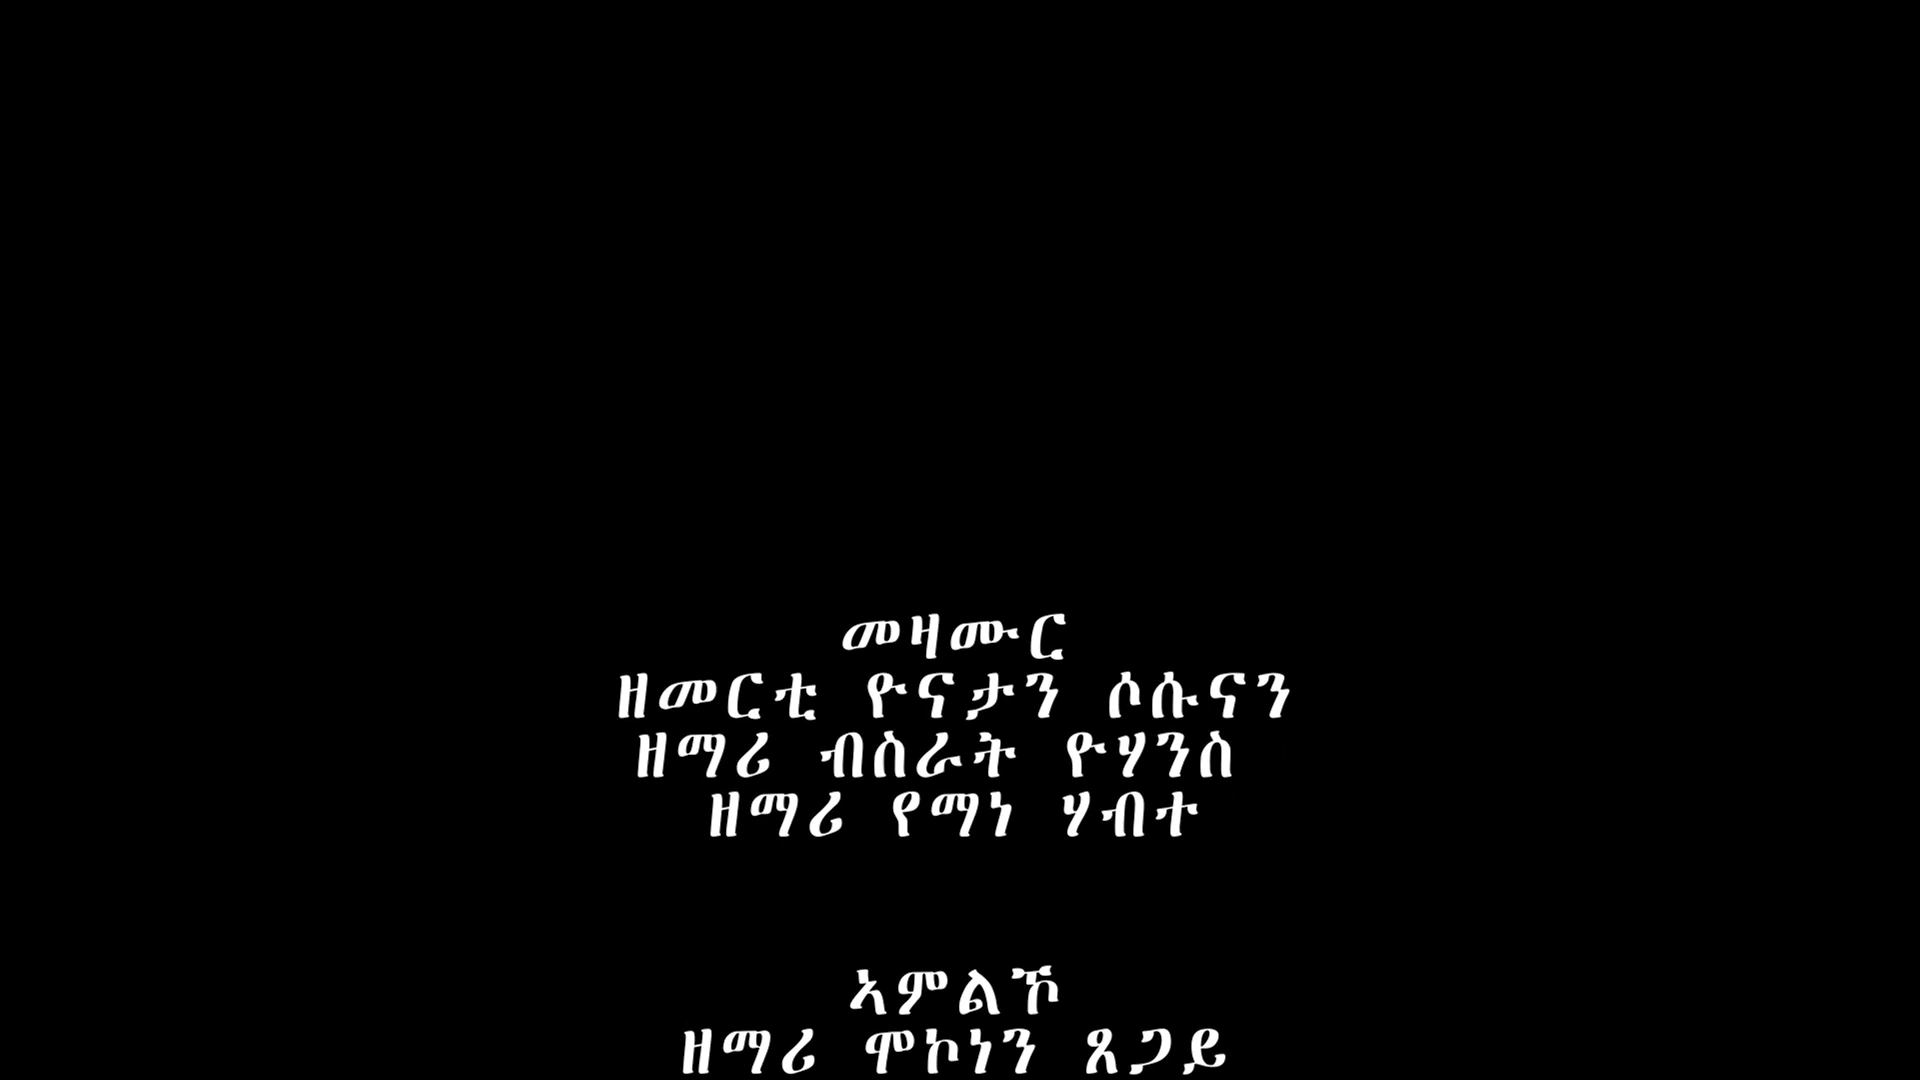 መዛሙር
ዘመርቲ ዮናታን ሶሱናን
ዘማሪ ብስራት ዮሃንስ
ዘማሪ የማነ ሃብተ
ኣምልኾ
ዘማሪ ሞኮነን ጸጋይ